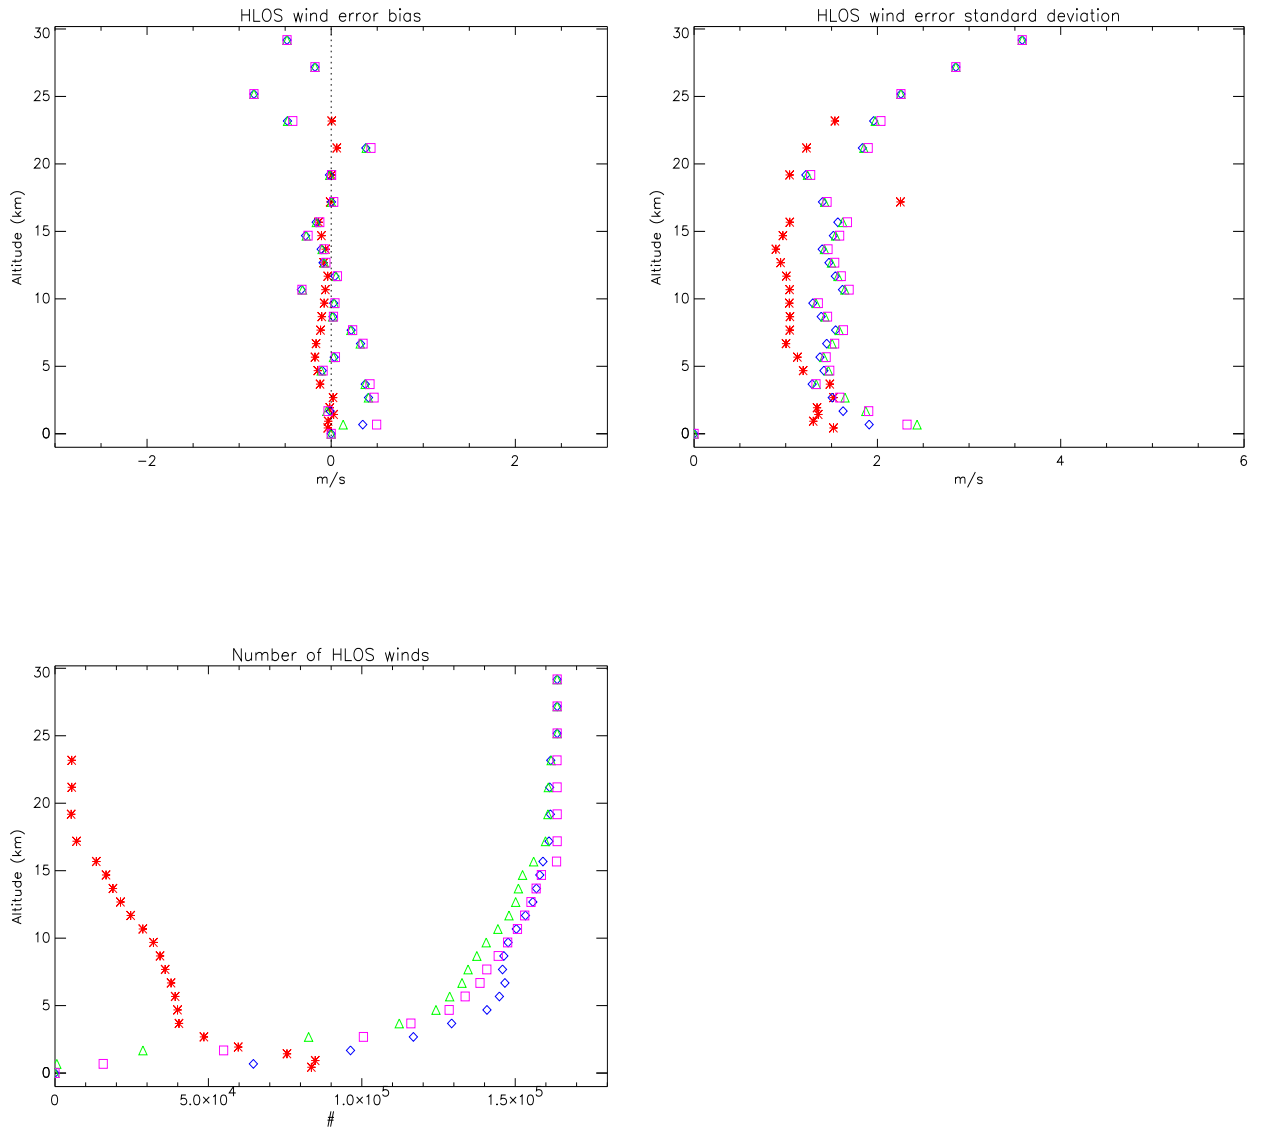 HLOS wind error bias
30
25
20
15
10
5
0
Altitude (km)
-2 0 2
m/s
HLOS wind error standard deviation
30
25
20
15
10
5
0
Altitude (km)
0 2 4 6
m/s
Number of HLOS winds
30
25
20
15
10
5
0
Altitude (km)
0 5.0×10⁴ 1.0×10⁵ 1.5×10⁵
#